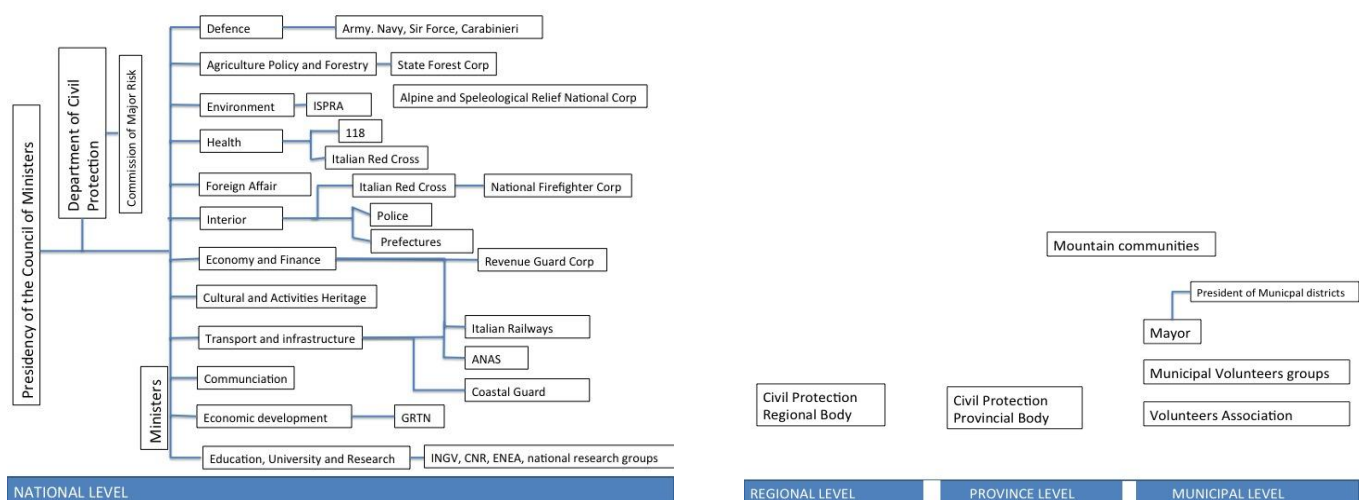 Presidency of the Council of Ministers
Department of Civil
Protection
Commission of Major Risk
Ministers
Defence
Army. Navy, Sir Force, Carabinieri
Agriculture Policy and Forestry
State Forest Corp
Alpine and Speleological Relief National Corp
Environment
ISPRA
Health
118
Italian Red Cross
Foreign Affair
Italian Red Cross
National Firefighter Corp
Interior
Police
Prefectures
Economy and Finance
Revenue Guard Corp
Cultural and Activities Heritage
Transport and infrastructure
Italian Railways
ANAS
Coastal Guard
Communciation
Economic development
GRTN
Education, University and Research
INGV, CNR, ENEA, national research groups
NATIONAL LEVEL
Civil Protection
Regional Body
REGIONAL LEVEL
Civil Protection
Provincial Body
PROVINCE LEVEL
Mountain communities
President of Municpal districts
Mayor
Municipal Volunteers groups
Volunteers Association
MUNICIPAL LEVEL